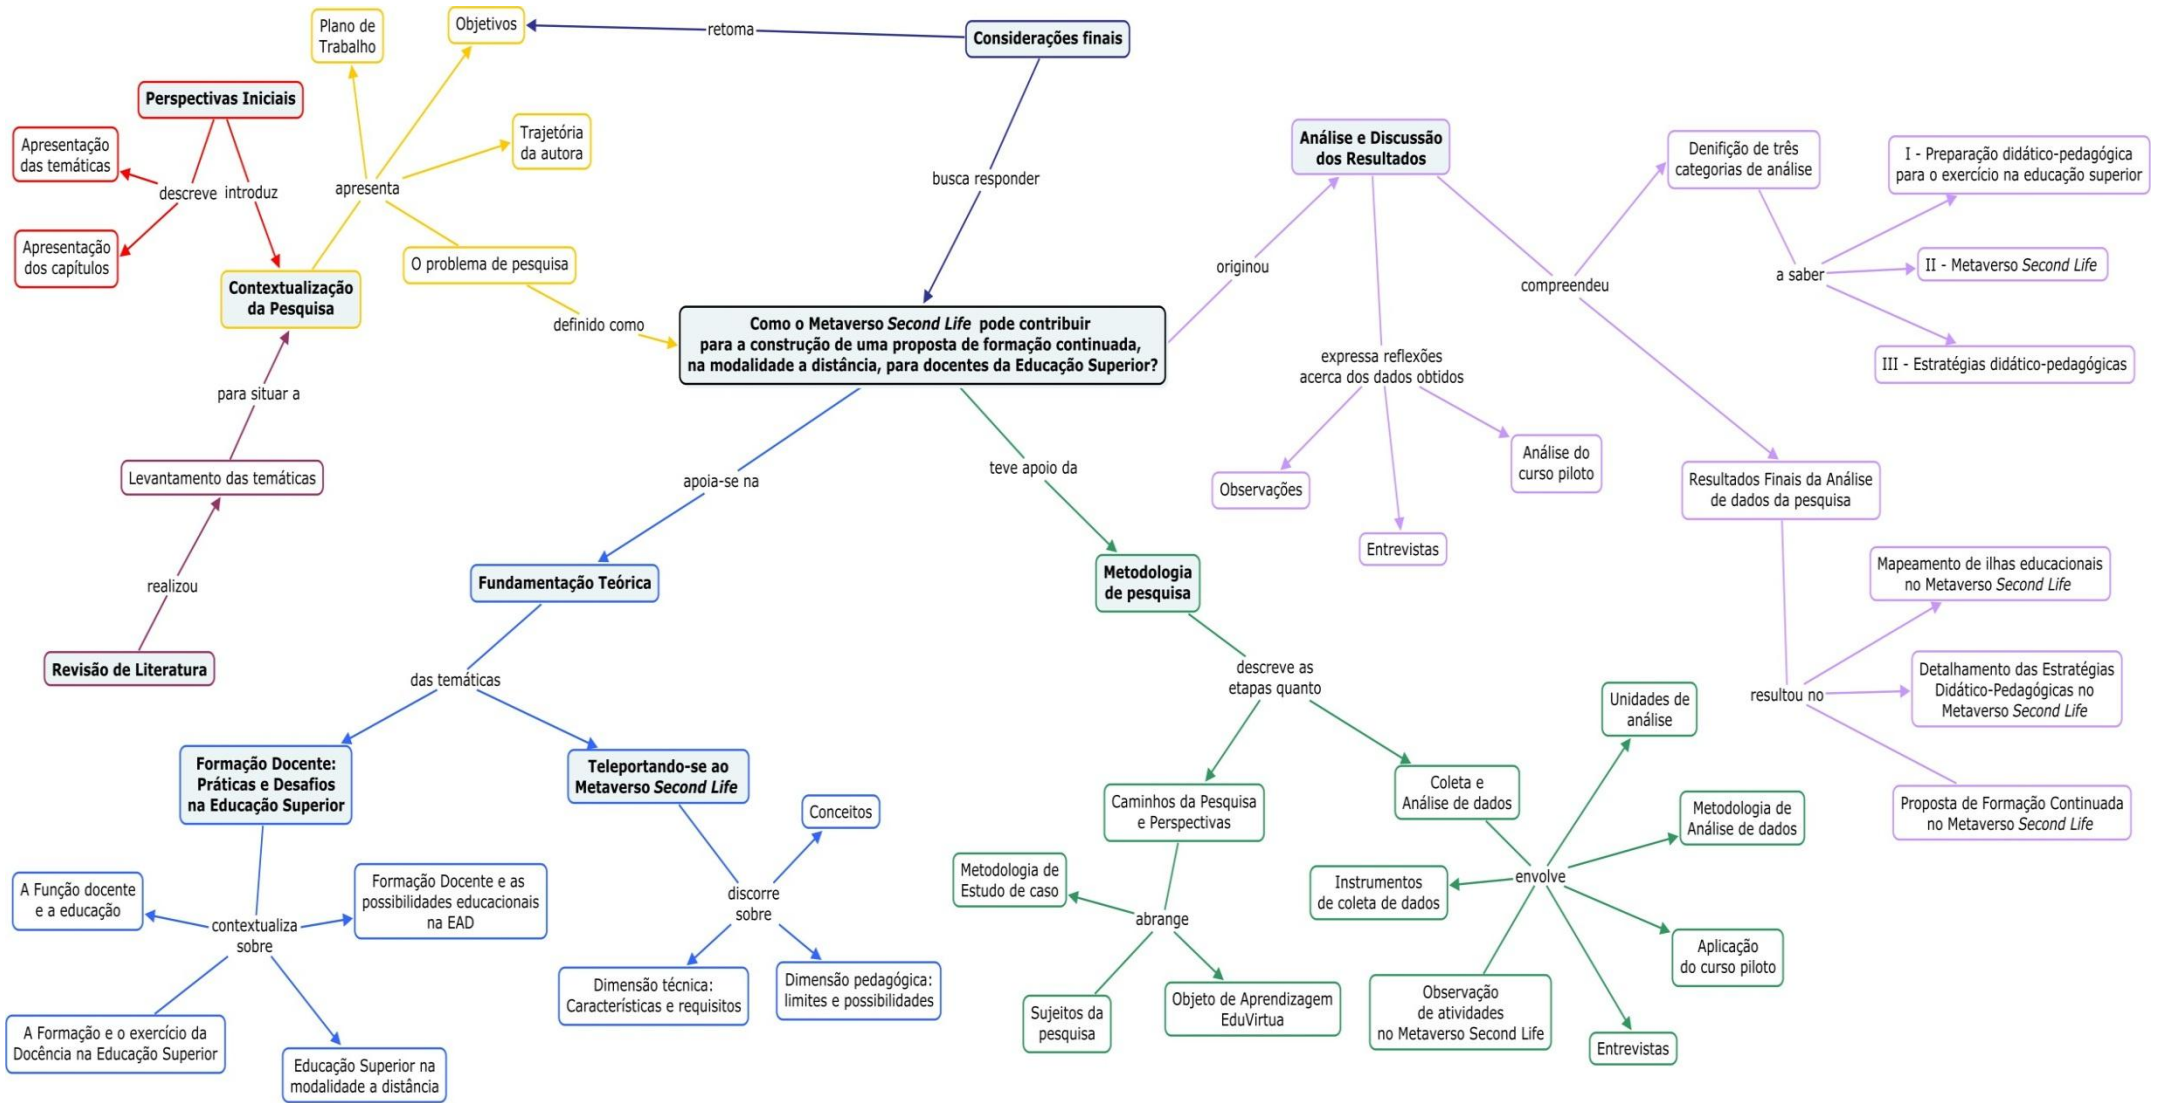 Plano de
Trabalho
Objetivos
retoma
Considerações finais
Perspectivas Iniciais
Apresentação
das temáticas
descreve
introduz
Apresentação
dos capítulos
Trajetória
da autora
apresenta
O problema de pesquisa
Contextualização
da Pesquisa
definido como
busca responder
Como o Metaverso Second Life pode contribuir
para a construção de uma proposta de formação continuada,
na modalidade a distância, para docentes da Educação Superior?
originou
Análise e Discussão
dos Resultados
Denifição de três
categorias de análise
I - Preparação didático-pedagógica
para o exercício na educação superior
a saber
II - Metaverso Second Life
III - Estratégias didático-pedagógicas
compreendeu
expressa reflexões
acerca dos dados obtidos
Observações
Entrevistas
Análise do
curso piloto
Resultados Finais da Análise
de dados da pesquisa
resultou no
Mapeamento de ilhas educacionais
no Metaverso Second Life
Detalhamento das Estratégias
Didático-Pedagógicas no
Metaverso Second Life
Proposta de Formação Continuada
no Metaverso Second Life
para situar a
Levantamento das temáticas
realizou
Revisão de Literatura
apoia-se na
Fundamentação Teórica
das temáticas
Formação Docente:
Práticas e Desafios
na Educação Superior
A Função docente
e a educação
contextualiza
sobre
Formação Docente e as
possibilidades educacionais
na EAD
A Formação e o exercício da
Docência na Educação Superior
Educação Superior na
modalidade a distância
Teleportando-se ao
Metaverso Second Life
Conceitos
discorre
sobre
Dimensão técnica:
Características e requisitos
Dimensão pedagógica:
limites e possibilidades
teve apoio da
Metodologia
de pesquisa
descreve as
etapas quanto
Caminhos da Pesquisa
e Perspectivas
Metodologia de
Estudo de caso
abrange
Sujeitos da
pesquisa
Objeto de Aprendizagem
EduVirtua
Coleta e
Análise de dados
Unidades de
análise
Metodologia de
Análise de dados
envolve
Instrumentos
de coleta de dados
Aplicação
do curso piloto
Observação
de atividades
no Metaverso Second Life
Entrevistas